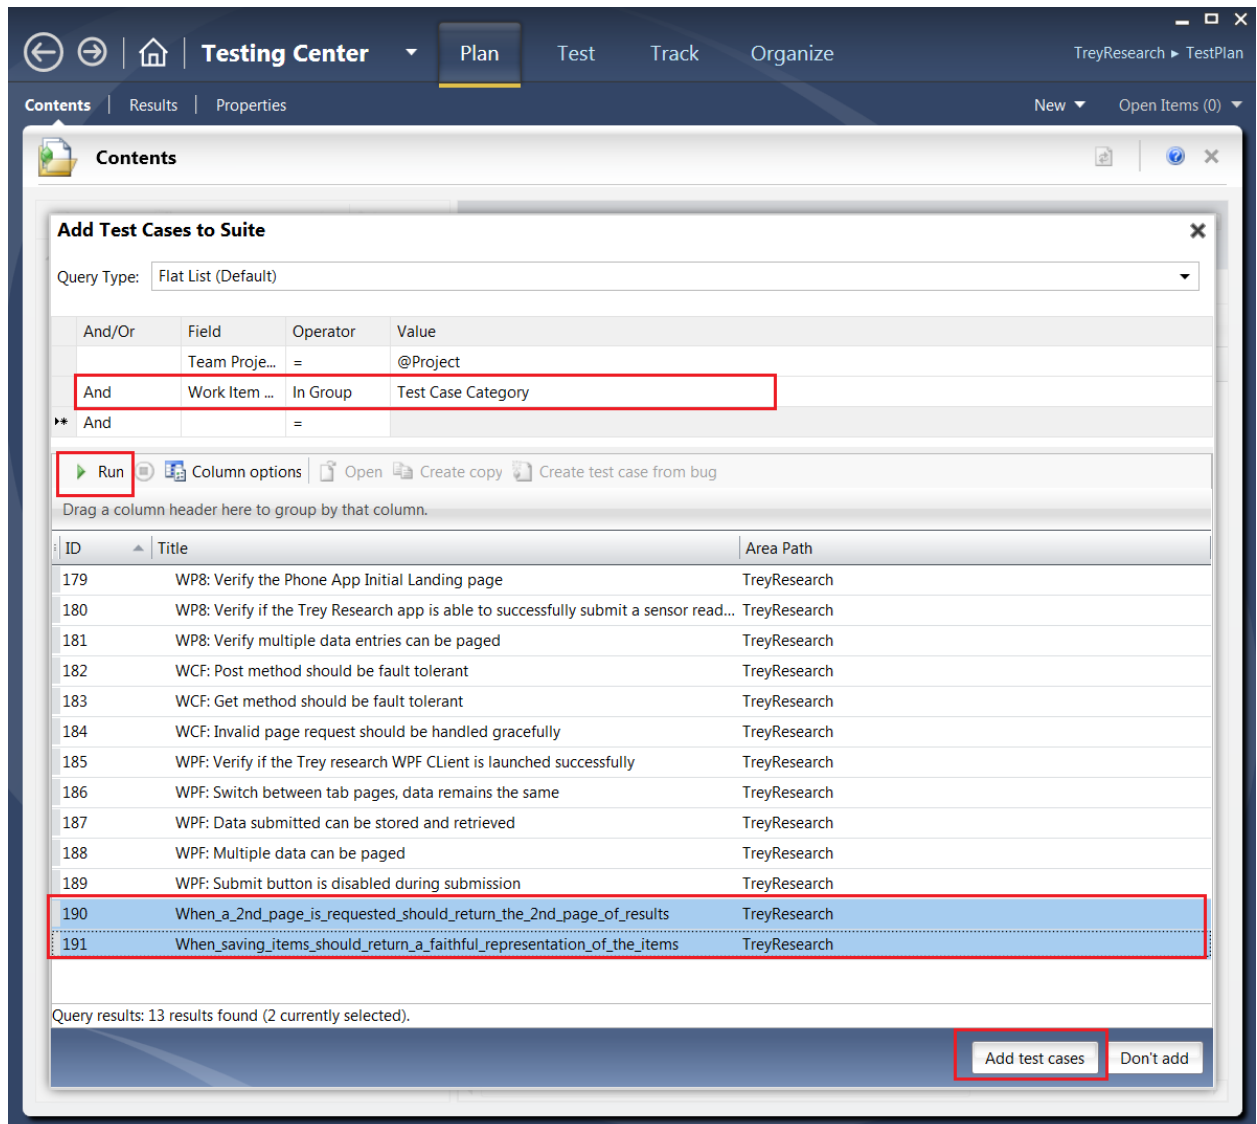 Testing Center Plan Test Track Organize TreyResearch ▸ TestPlan
Contents Results Properties New Open Items (0)
Contents
Add Test Cases to Suite
Query Type: Flat List (Default)
And/Or Field Operator Value
Team Proje... = @Project
And Work Item ... In Group Test Case Category
And =
Run Column options Open Create copy Create test case from bug
Drag a column header here to group by that column.
ID Title Area Path
179 WP8: Verify the Phone App Initial Landing page TreyResearch
180 WP8: Verify if the Trey Research app is able to successfully submit a sensor read... TreyResearch
181 WP8: Verify multiple data entries can be paged TreyResearch
182 WCF: Post method should be fault tolerant TreyResearch
183 WCF: Get method should be fault tolerant TreyResearch
184 WCF: Invalid page request should be handled gracefully TreyResearch
185 WPF: Verify if the Trey research WPF CLient is launched successfully TreyResearch
186 WPF: Switch between tab pages, data remains the same TreyResearch
187 WPF: Data submitted can be stored and retrieved TreyResearch
188 WPF: Multiple data can be paged TreyResearch
189 WPF: Submit button is disabled during submission TreyResearch
190 When_a_2nd_page_is_requested_should_return_the_2nd_page_of_results TreyResearch
191 When_saving_items_should_return_a_faithful_representation_of_the_items TreyResearch
Query results: 13 results found (2 currently selected).
Add test cases Don't add